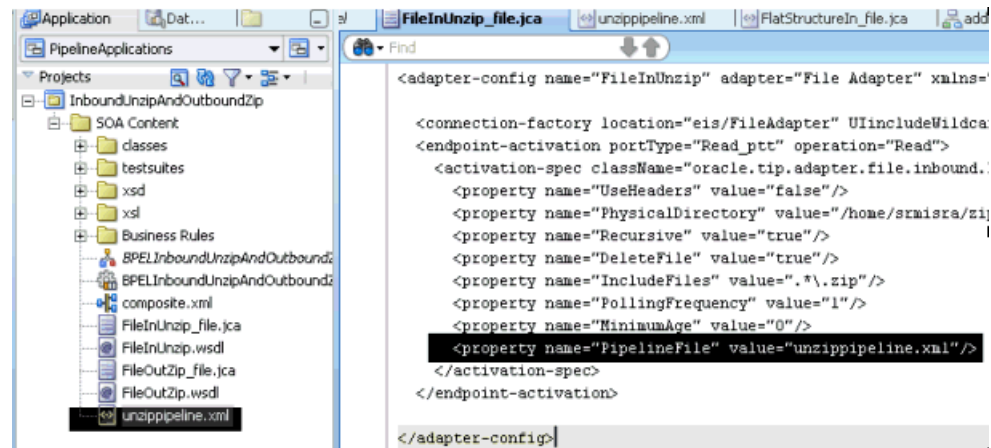 Application
Dat...
PipelineApplications
Projects
InboundUnzipAndOutboundZip
SOA Content
classes
testsuites
xsd
xsl
Business Rules
BPELInboundUnzipAndOutboundZ
BPELInboundUnzipAndOutboundZ
composite.xml
FileInUnzip_file.jca
FileInUnzip.wsdl
FileOutZip_file.jca
FileOutZip.wsdl
unzippipeline.xml
FileInUnzip_file.jca
unzippipeline.xml
FlatStructureIn_file.jca
add
Find
<adapter-config name="FileInUnzip" adapter="File Adapter" xmlns="
<connection-factory location="eis/FileAdapter" UIincludeWildca
<endpoint-activation portType="Read_ptt" operation="Read">
<activation-spec className="oracle.tip.adapter.file.inbound.
<property name="UseHeaders" value="false"/>
<property name="PhysicalDirectory" value="/home/srmisra/zip
<property name="Recursive" value="true"/>
<property name="DeleteFile" value="true"/>
<property name="IncludeFiles" value=".*\.zip"/>
<property name="PollingFrequency" value="1"/>
<property name="MinimumAge" value="0"/>
<property name="PipelineFile" value="unzippipeline.xml"/>
</activation-spec>
</endpoint-activation>
</adapter-config>